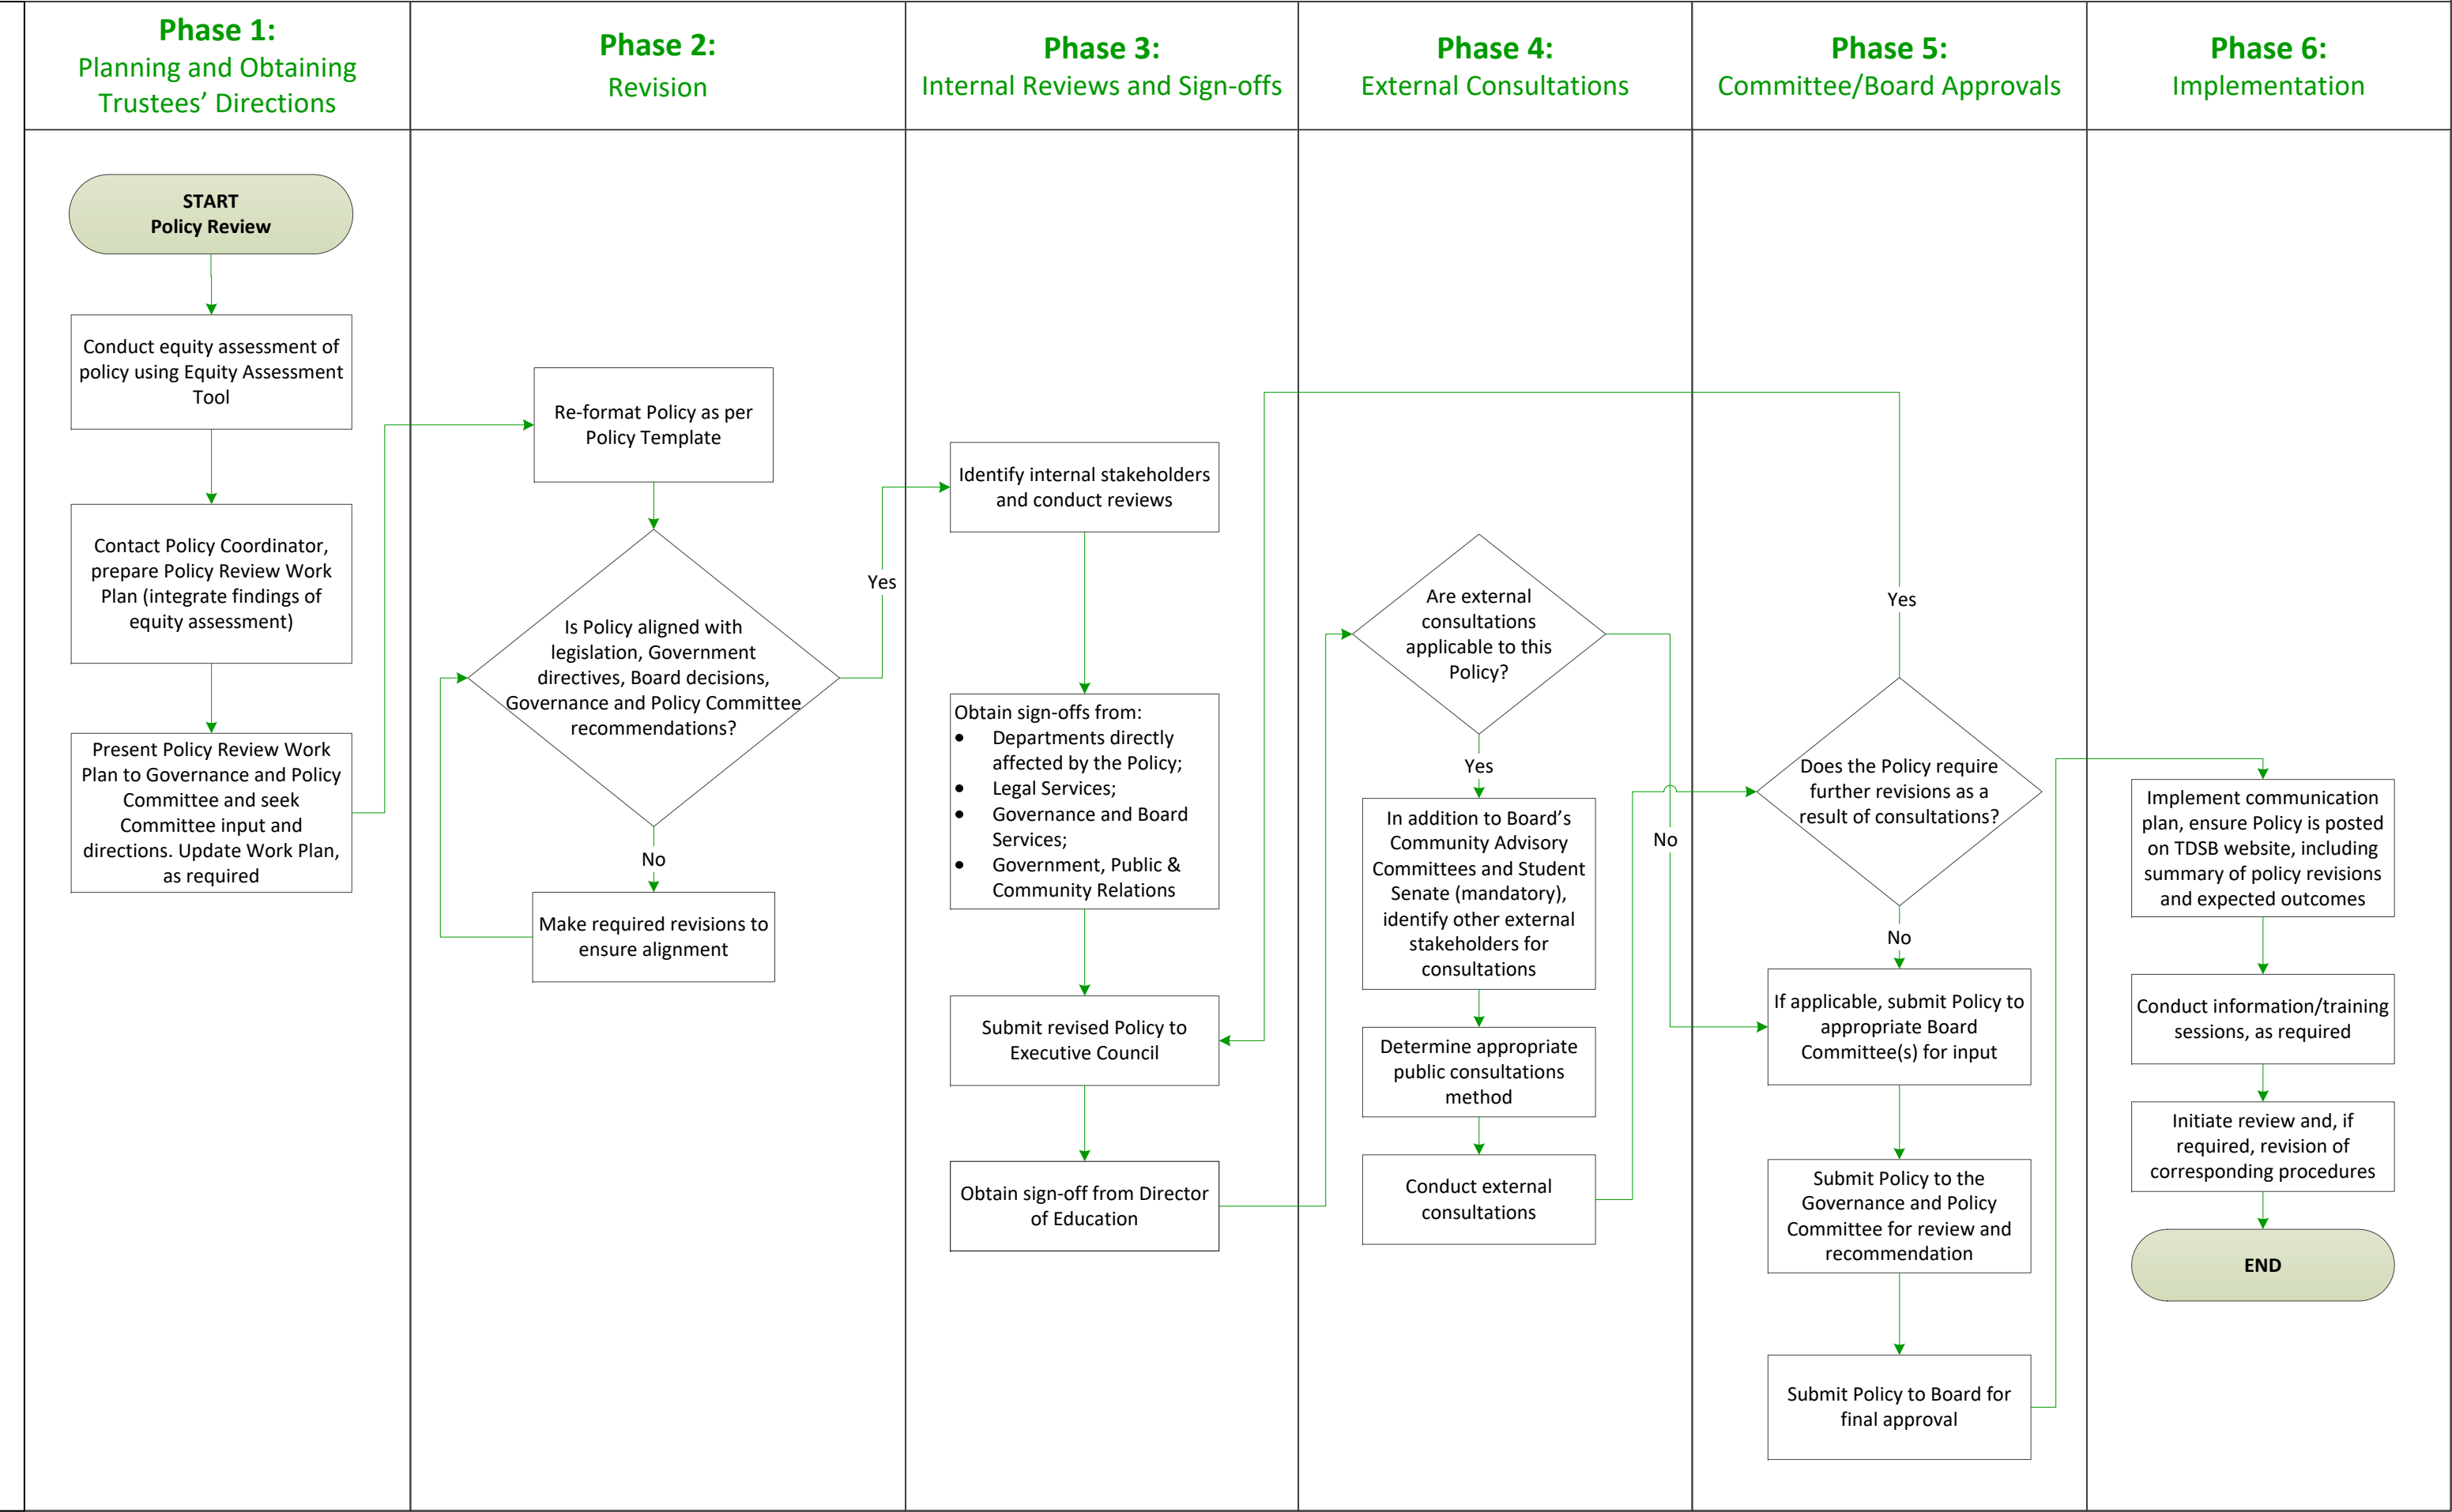 Phase 1:
Planning and Obtaining
Trustees’ Directions
Phase 2:
Revision
Phase 3:
Internal Reviews and Sign-offs
Phase 4:
External Consultations
Phase 5:
Committee/Board Approvals
Phase 6:
Implementation
START
Policy Review
Conduct equity assessment of
policy using Equity Assessment
Tool
Contact Policy Coordinator,
prepare Policy Review Work
Plan (integrate findings of
equity assessment)
Present Policy Review Work
Plan to Governance and Policy
Committee and seek
Committee input and
directions. Update Work Plan,
as required
Re-format Policy as per
Policy Template
Is Policy aligned with
legislation, Government
directives, Board decisions,
Governance and Policy Committee
recommendations?
Yes
No
Make required revisions to
ensure alignment
Identify internal stakeholders
and conduct reviews
Obtain sign-offs from:
• Departments directly
affected by the Policy;
• Legal Services;
• Governance and Board
Services;
• Government, Public &
Community Relations
Submit revised Policy to
Executive Council
Obtain sign-off from Director
of Education
Are external
consultations
applicable to this
Policy?
Yes
No
In addition to Board’s
Community Advisory
Committees and Student
Senate (mandatory),
identify other external
stakeholders for
consultations
Determine appropriate
public consultations
method
Conduct external
consultations
Yes
Does the Policy require
further revisions as a
result of consultations?
No
If applicable, submit Policy to
appropriate Board
Committee(s) for input
Submit Policy to the
Governance and Policy
Committee for review and
recommendation
Submit Policy to Board for
final approval
Implement communication
plan, ensure Policy is posted
on TDSB website, including
summary of policy revisions
and expected outcomes
Conduct information/training
sessions, as required
Initiate review and, if
required, revision of
corresponding procedures
END